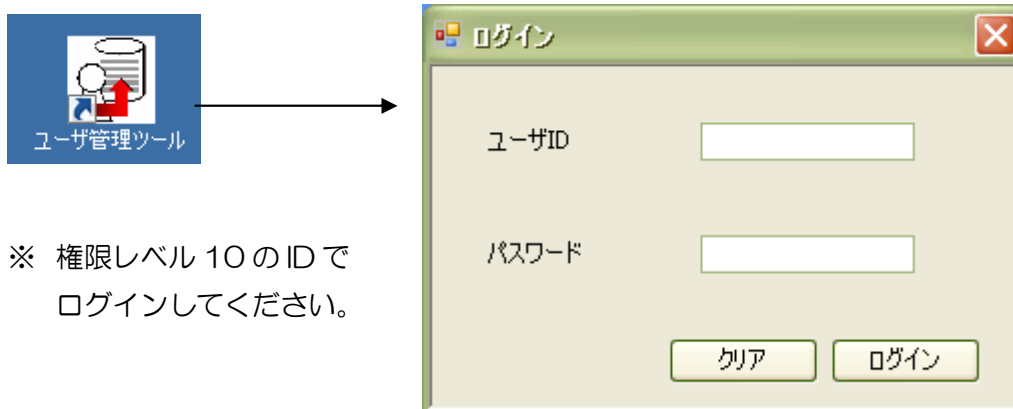 ユーザ管理ツール
※ 権限レベル 10 の ID で
ログインしてください。
ログイン
ユーザID
パスワード
クリア
ログイン